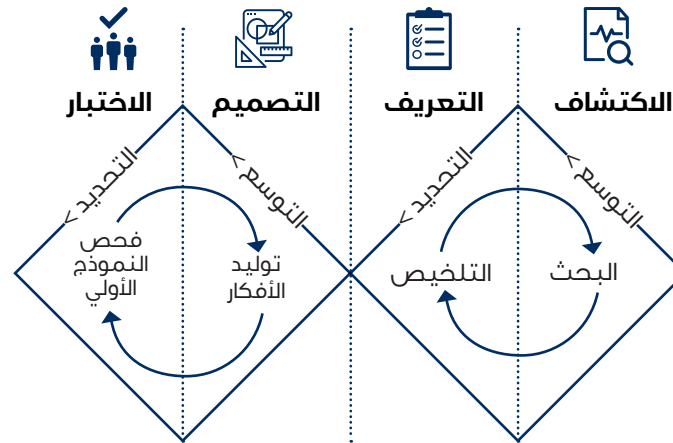 الاكتشاف
التعريف
التصميم
الاختبار
التوسع >
التحديد >
التوسع >
التحديد >
البحث
التلخيص
توليد
الأفكار
فحص
النموذج
الأولي